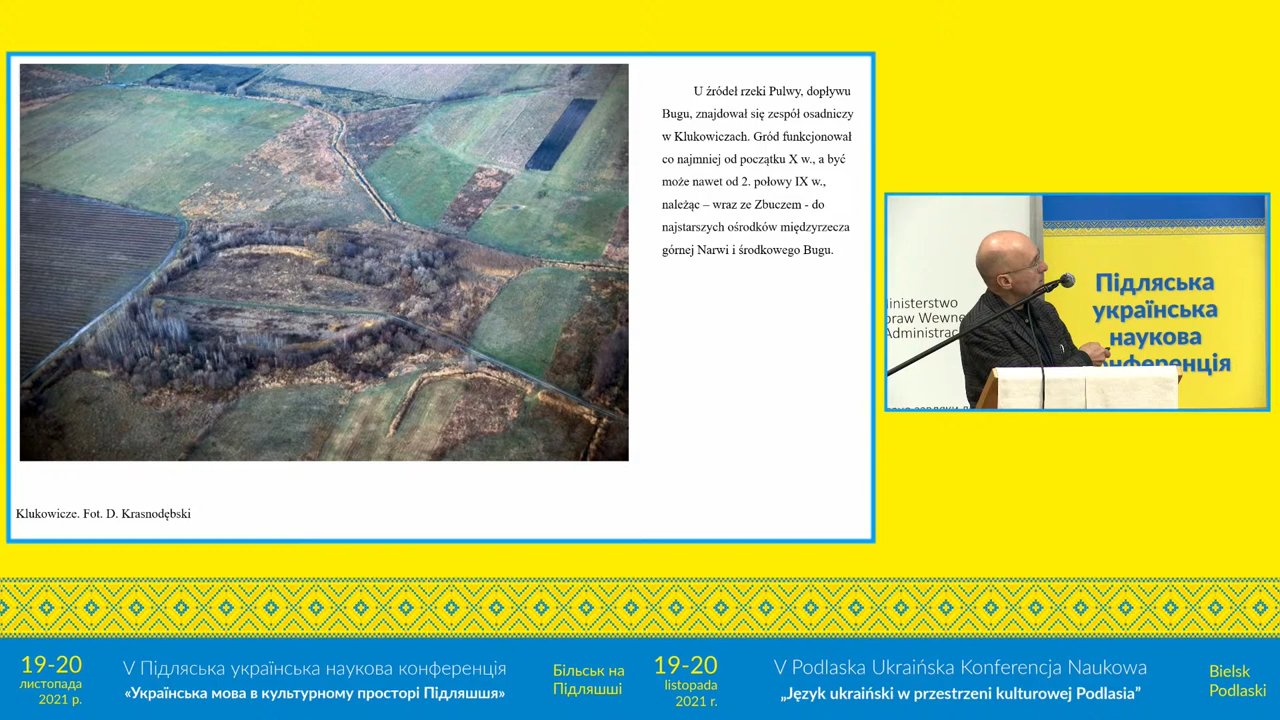 U źródeł rzeki Pulwy, dopływu
Bugu, znajdował się zespół osadniczy
w Klukowiczach. Gród funkcjonował
co najmniej od początku X w., a być
może nawet od 2. połowy IX w.,
należąc – wraz ze Zbuczem - do
najstarszych ośrodków międzyrzecza
górnej Narwi i środkowego Bugu.
Klukowicze. Fot. D. Krasnodębski
Підляська
українська
наукова
конференція
inisterstwo
praw Wewnę
Administrac
19-20
листопада
2021 р.
V Підляська українська наукова конференція
«Українська мова в культурному просторі Підляшшя»
Більськ на
Підляшші
19-20
listopada
2021 r.
V Podlaska Ukraińska Konferencja Naukowa
„Język ukraiński w przestrzeni kulturowej Podlasia”
Bielsk
Podlaski